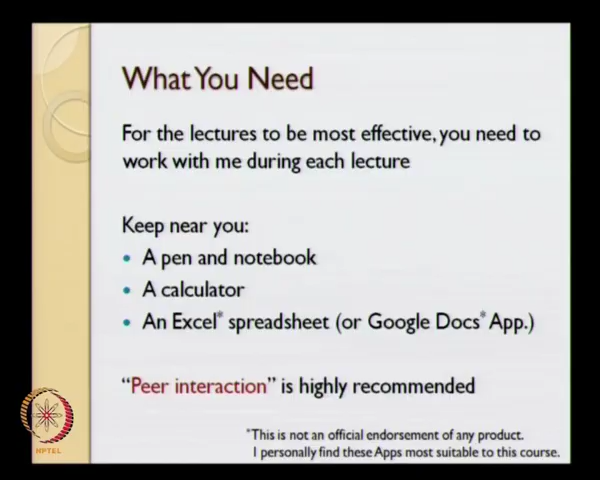 What You Need
For the lectures to be most effective, you need to
work with me during each lecture
Keep near you:
• A pen and notebook
• A calculator
• An Excel* spreadsheet (or Google Docs* App.)
“Peer interaction” is highly recommended
*This is not an official endorsement of any product.
I personally find these Apps most suitable to this course.
NPTEL